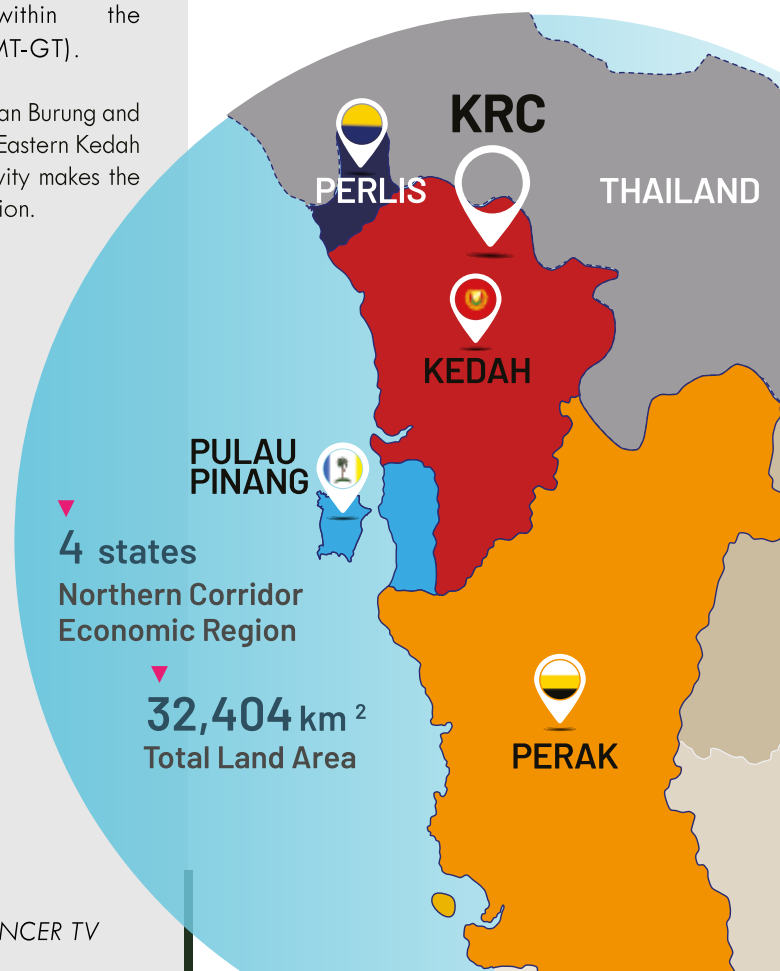 within the
MT-GT).
an Burung and
Eastern Kedah
vity makes the
ion.
KRC
PERLIS
THAILAND
KEDAH
PULAU
PINANG
4 states
Northern Corridor
Economic Region
32,404 km ²
Total Land Area
PERAK
NCER TV